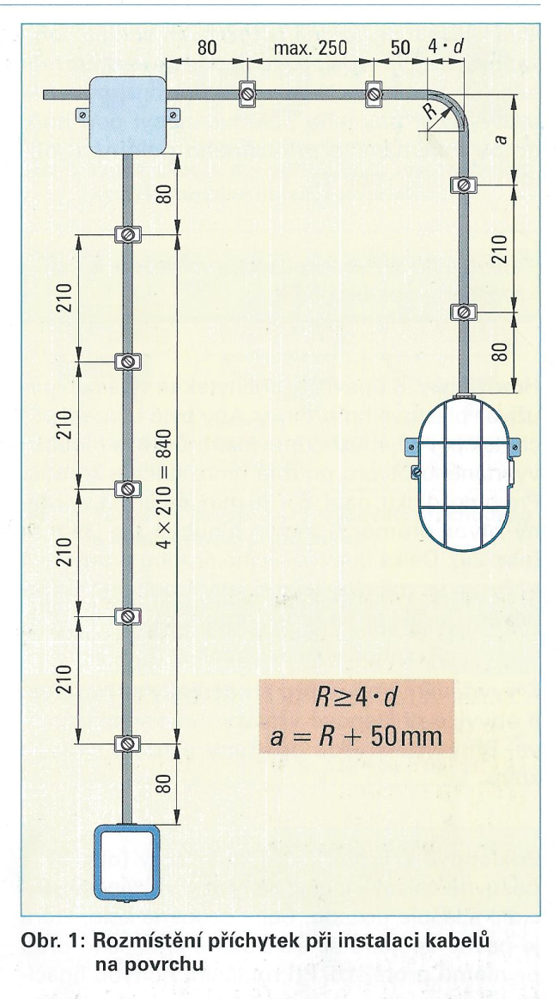 80
max. 250
50
4 · d
R
a
80
210
210
80
210
4 × 210 = 840
210
210
80
R ≥ 4 · d
a = R + 50 mm
Obr. 1: Rozmístění příchytek při instalaci kabelů
na povrchu